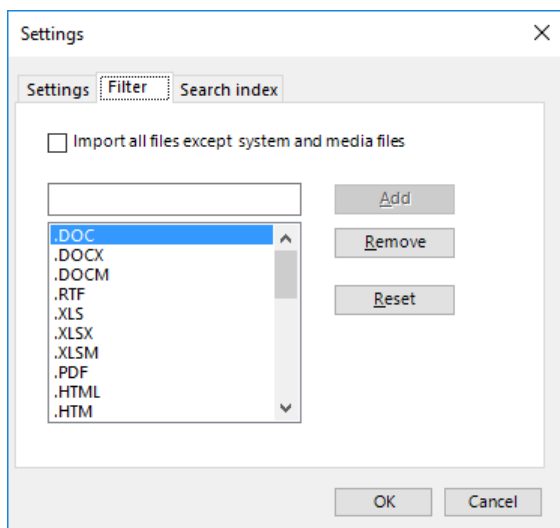 Settings
Settings Filter Search index
Import all files except system and media files
Add
.DOC
Remove
.DOCX
.DOCM
.RTF
Reset
.XLS
.XLSX
.XLSM
.PDF
.HTML
.HTM
OK Cancel